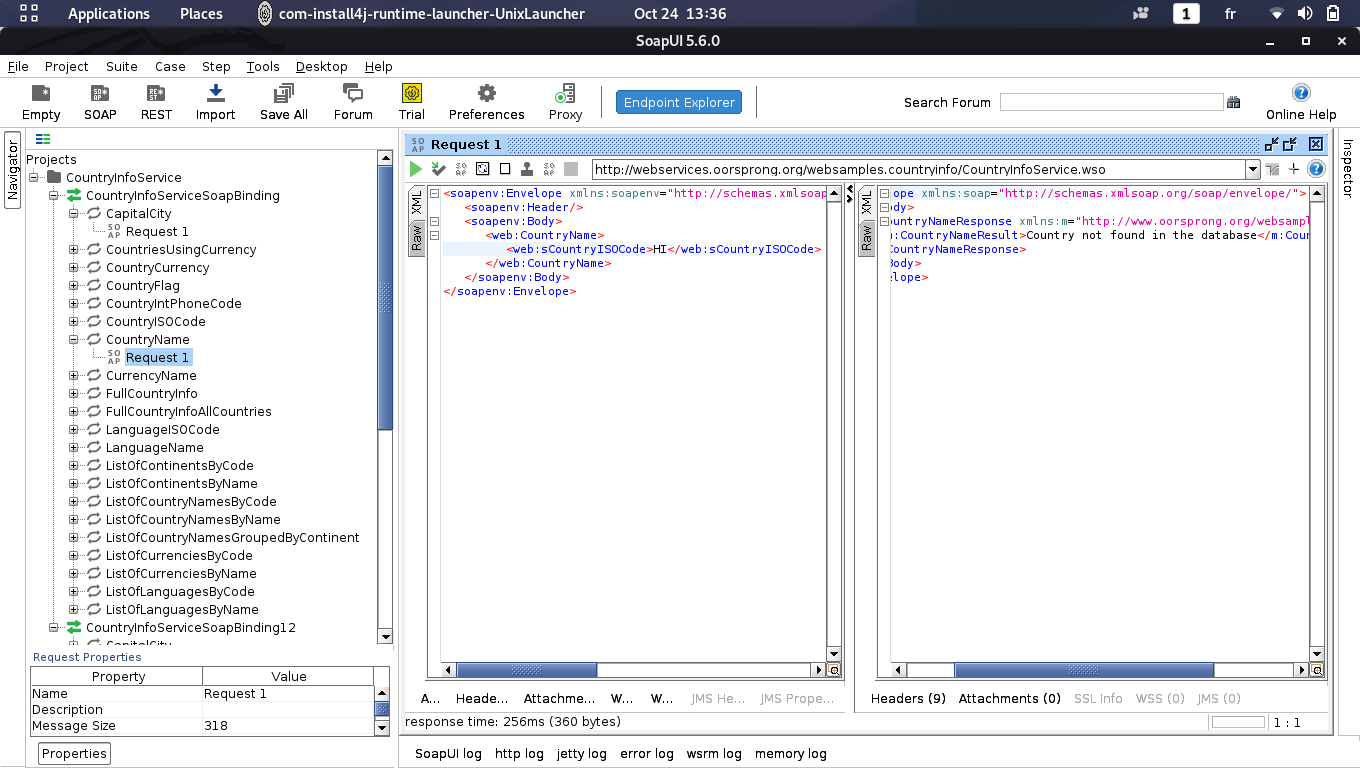 Applications Places com-install4j-runtime-launcher-UnixLauncher Oct 24 13:36 1 fr
SoapUI 5.6.0
File Project Suite Case Step Tools Desktop Help
Empty SOAP REST Import Save All Forum Trial Preferences Proxy Endpoint Explorer Search Forum Online Help
Navigator
Projects
CountryInfoService
CountryInfoServiceSoapBinding
CapitalCity
Request 1
CountriesUsingCurrency
CountryCurrency
CountryFlag
CountryIntPhoneCode
CountryISOCode
CountryName
Request 1
CurrencyName
FullCountryInfo
FullCountryInfoAllCountries
LanguageISOCode
LanguageName
ListOfContinentsByCode
ListOfContinentsByName
ListOfCountryNamesByCode
ListOfCountryNamesByName
ListOfCountryNamesGroupedByContinent
ListOfCurrenciesByCode
ListOfCurrenciesByName
ListOfLanguagesByCode
ListOfLanguagesByName
CountryInfoServiceSoapBinding12
Request Properties
Property Value
Name Request 1
Description
Message Size 318
Properties
SO AP Request 1
http://webservices.oorsprong.org/websamples.countryinfo/CountryInfoService.wso
XML
Raw
<soapenv:Envelope xmlns:soapenv="http://schemas.xmlsoap
<soapenv:Header/>
<soapenv:Body>
<web:CountryName>
<web:sCountryISOCode>HI</web:sCountryISOCode>
</web:CountryName>
</soapenv:Body>
</soapenv:Envelope>
A... Heade... Attachme... W... W... JMS He... JMS Prope...
XML
Raw
ope xmlns:soap="http://schemas.xmlsoap.org/soap/envelope/">
dy>
untryNameResponse xmlns:m="http://www.oorsprong.org/websampl
:CountryNameResult>Country not found in the database</m:Cou
CountryNameResponse>
Body>
elope>
Headers (9) Attachments (0) SSL Info WSS (0) JMS (0)
response time: 256ms (360 bytes) 1 : 1
SoapUI log http log jetty log error log wsrm log memory log
Inspector